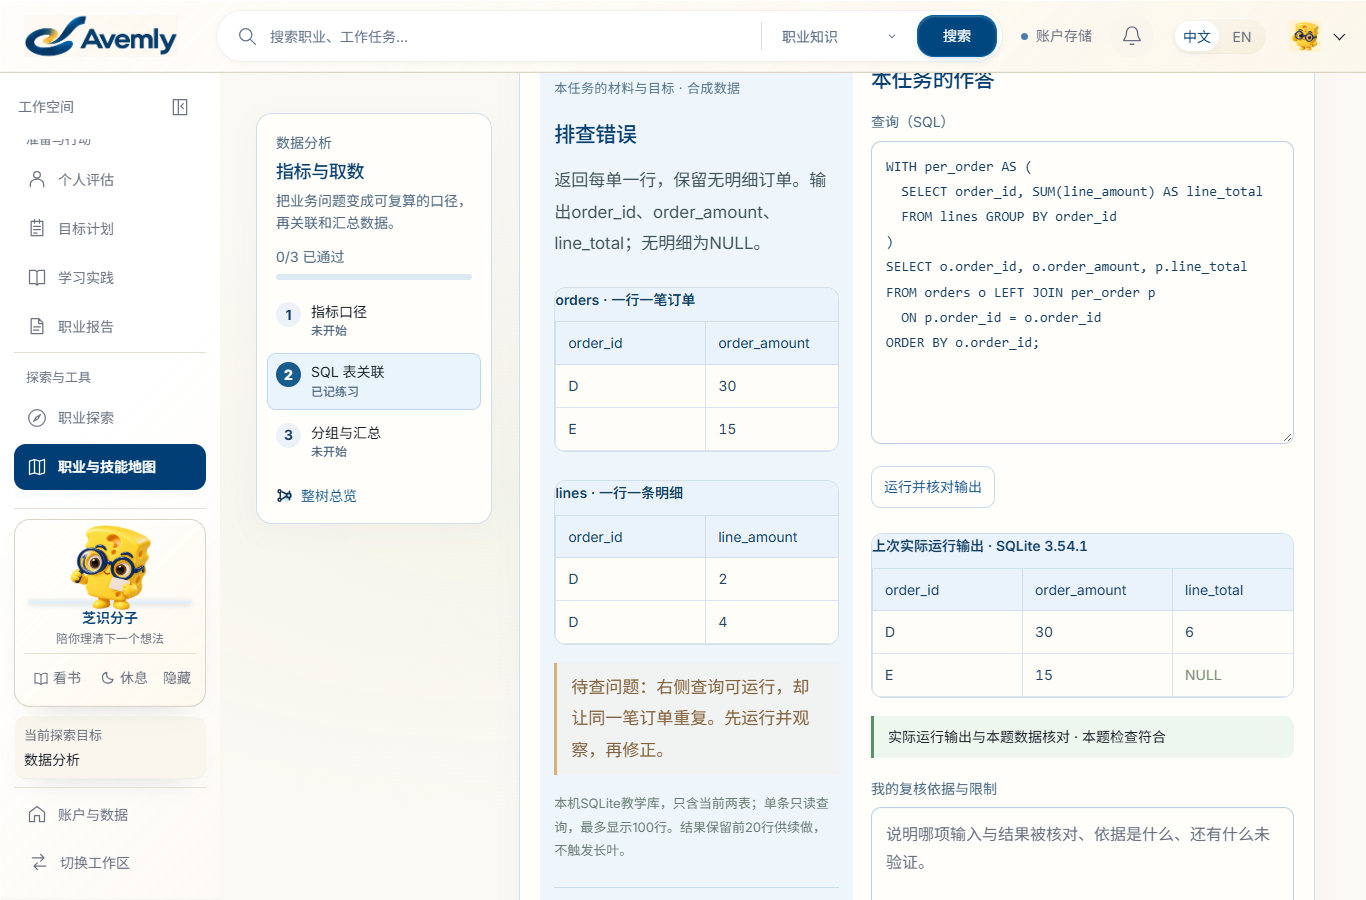 Avemly
搜索职业、工作任务...
职业知识
搜索
账户存储
中文
EN
工作空间
准备与行动
个人评估
目标计划
学习实践
职业报告
探索与工具
职业探索
职业与技能地图
芝识分子
陪你理清下一个想法
看书
休息
隐藏
当前探索目标
数据分析
账户与数据
切换工作区
数据分析
指标与取数
把业务问题变成可复算的口径，
再关联和汇总数据。
0/3 已通过
1
指标口径
未开始
2
SQL 表关联
已记练习
3
分组与汇总
未开始
整树总览
本任务的材料与目标 · 合成数据
排查错误
返回每单一行，保留无明细订单。输
出order_id、order_amount、
line_total；无明细为NULL。
orders · 一行一笔订单
order_id order_amount
D 30
E 15
lines · 一行一条明细
order_id line_amount
D 2
D 4
待查问题：右侧查询可运行，却
让同一笔订单重复。先运行并观
察，再修正。
本机SQLite教学库，只含当前两表；单条只读查
询，最多显示100行。结果保留前20行供续做，
不触发长叶。
本任务的作答
查询（SQL）
WITH per_order AS (
SELECT order_id, SUM(line_amount) AS line_total
FROM lines GROUP BY order_id
)
SELECT o.order_id, o.order_amount, p.line_total
FROM orders o LEFT JOIN per_order p
ON p.order_id = o.order_id
ORDER BY o.order_id;
运行并核对输出
上次实际运行输出 · SQLite 3.54.1
order_id order_amount line_total
D 30 6
E 15 NULL
实际运行输出与本题数据核对 · 本题检查符合
我的复核依据与限制
说明哪项输入与结果被核对、依据是什么、还有什么未
验证。